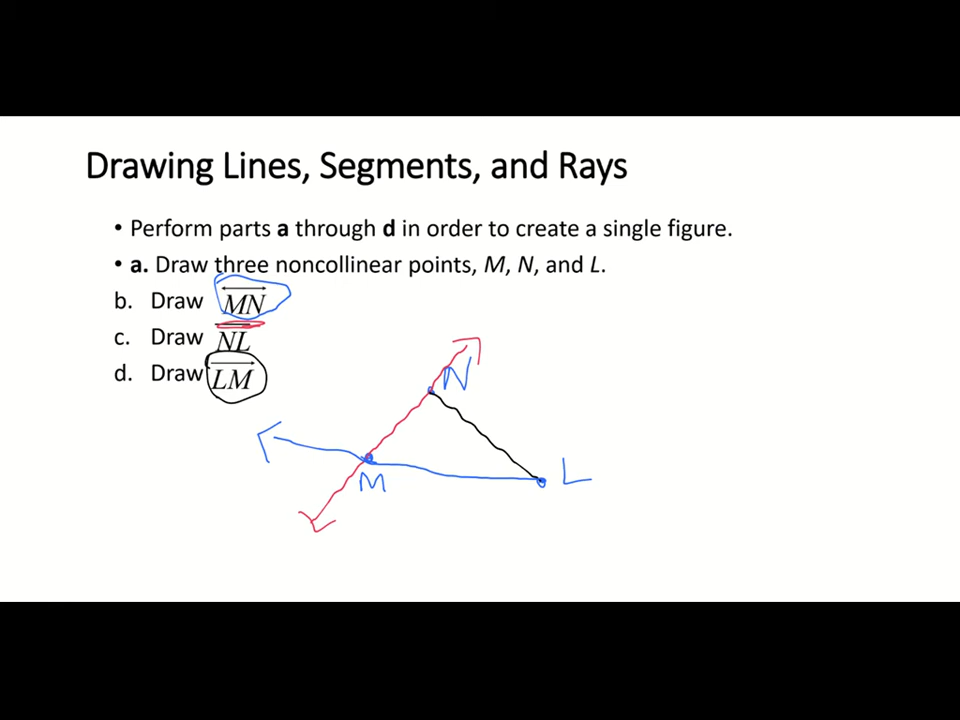 Drawing Lines, Segments, and Rays
• Perform parts a through d in order to create a single figure.
• a. Draw three noncollinear points, M, N, and L.
b. Draw MN
c. Draw NL
d. Draw LM
N
M
L